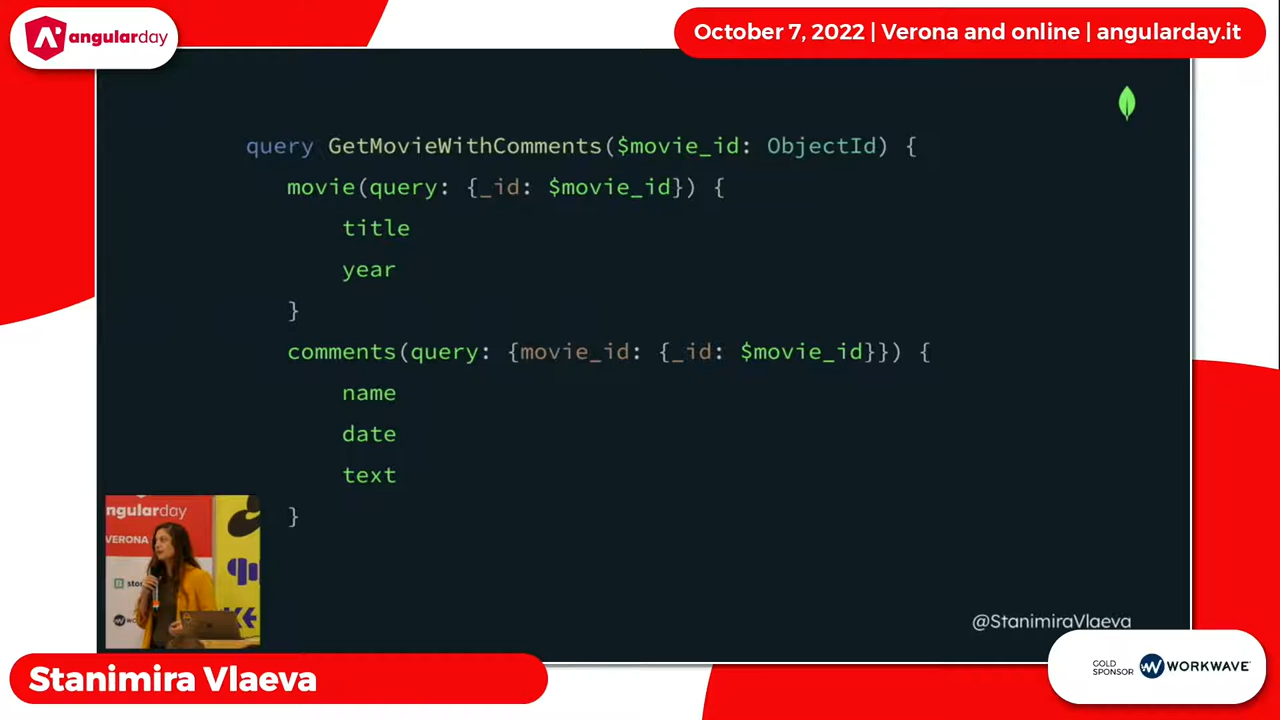 angularday
October 7, 2022 | Verona and online | angularday.it
query GetMovieWithComments($movie_id: ObjectId) {
movie(query: {_id: $movie_id}) {
title
year
}
comments(query: {movie_id: {_id: $movie_id}}) {
name
date
text
}
ngularday
VERONA
@StanimiraVlaeva
Stanimira Vlaeva
GOLD
SPONSOR
WORKWAVE